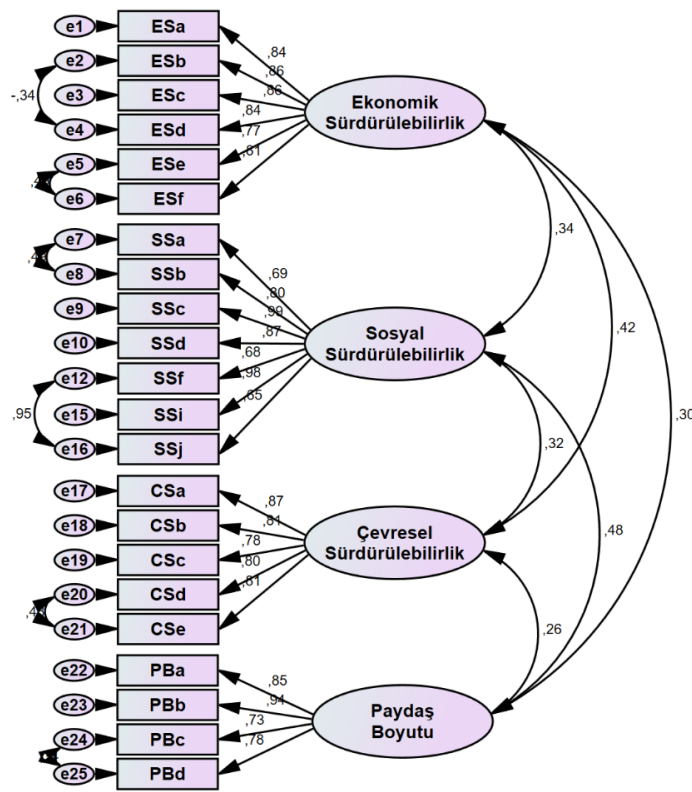 e1 ESa
e2 ESb
e3 ESc
e4 ESd
e5 ESe
e6 ESf
-,34
,84
,86
,86
,84
,77
,81
Ekonomik
Sürdürülebilirlik
e7 SSa
e8 SSb
e9 SSc
e10 SSd
e12 SSf
e15 SSi
e16 SSj
,95
,69
,80
,99
,87
,68
,98
,85
Sosyal
Sürdürülebilirlik
e17 CSa
e18 CSb
e19 CSc
e20 CSd
e21 CSe
,87
,81
,78
,80
,81
Çevresel
Sürdürülebilirlik
e22 PBa
e23 PBb
e24 PBc
e25 PBd
,85
,94
,73
,78
Paydaş
Boyutu
,34
,42
,30
,32
,48
,26